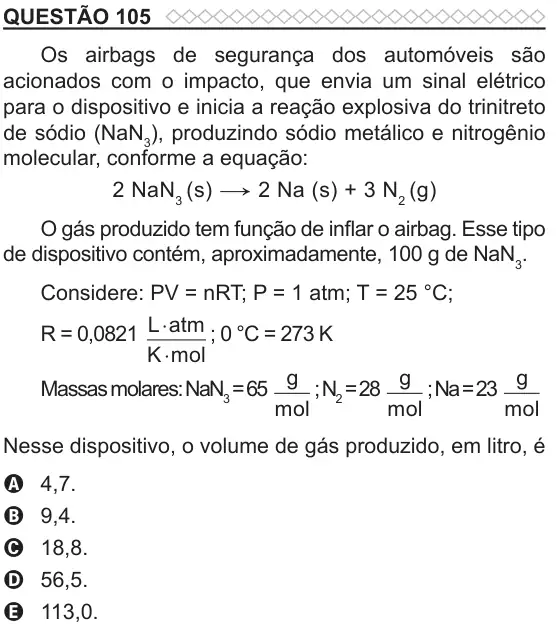 QUESTÃO 105
Os airbags de segurança dos automóveis são
acionados com o impacto, que envia um sinal elétrico
para o dispositivo e inicia a reação explosiva do trinitreto
de sódio (NaN₃), produzindo sódio metálico e nitrogênio
molecular, conforme a equação:
2 NaN₃ (s) ⟶ 2 Na (s) + 3 N₂ (g)
O gás produzido tem função de inflar o airbag. Esse tipo
de dispositivo contém, aproximadamente, 100 g de NaN₃.
Considere: PV = nRT; P = 1 atm; T = 25 °C;
R = 0,0821 L·atm/K·mol ; 0 °C = 273 K
Massas molares: NaN₃ = 65 g/mol ; N₂ = 28 g/mol ; Na = 23 g/mol
Nesse dispositivo, o volume de gás produzido, em litro, é
A 4,7.
B 9,4.
C 18,8.
D 56,5.
E 113,0.